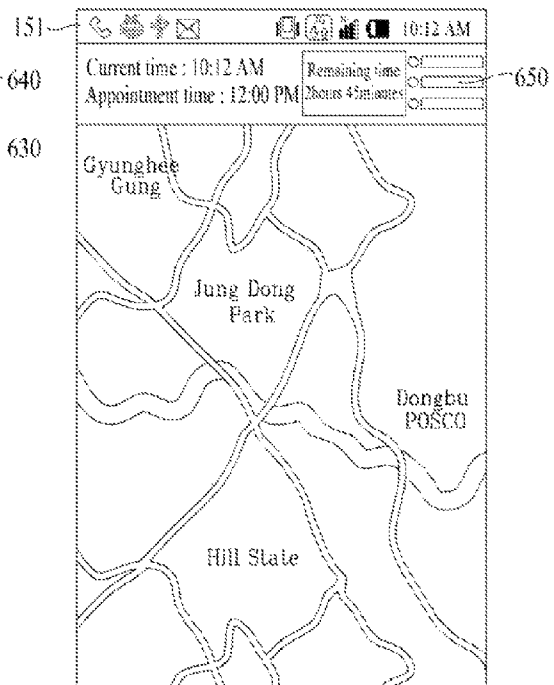 151
10:12 AM
640
Current time : 10:12 AM
Appointment time : 12:00 PM
Remaining time
2hours 45minutes
650
630
Gyunghee
Gung
Jung Dong
Park
Dongbu
POSCO
Hill State